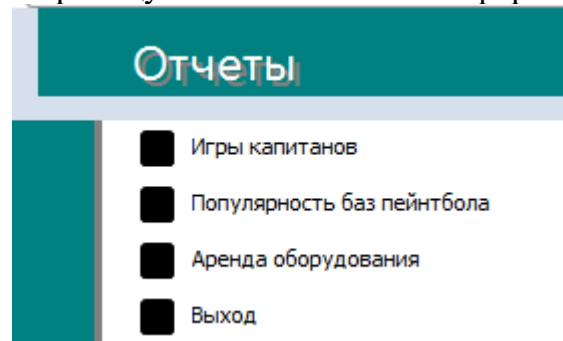 Отчеты
Игры капитанов
Популярность баз пейнтбола
Аренда оборудования
Выход